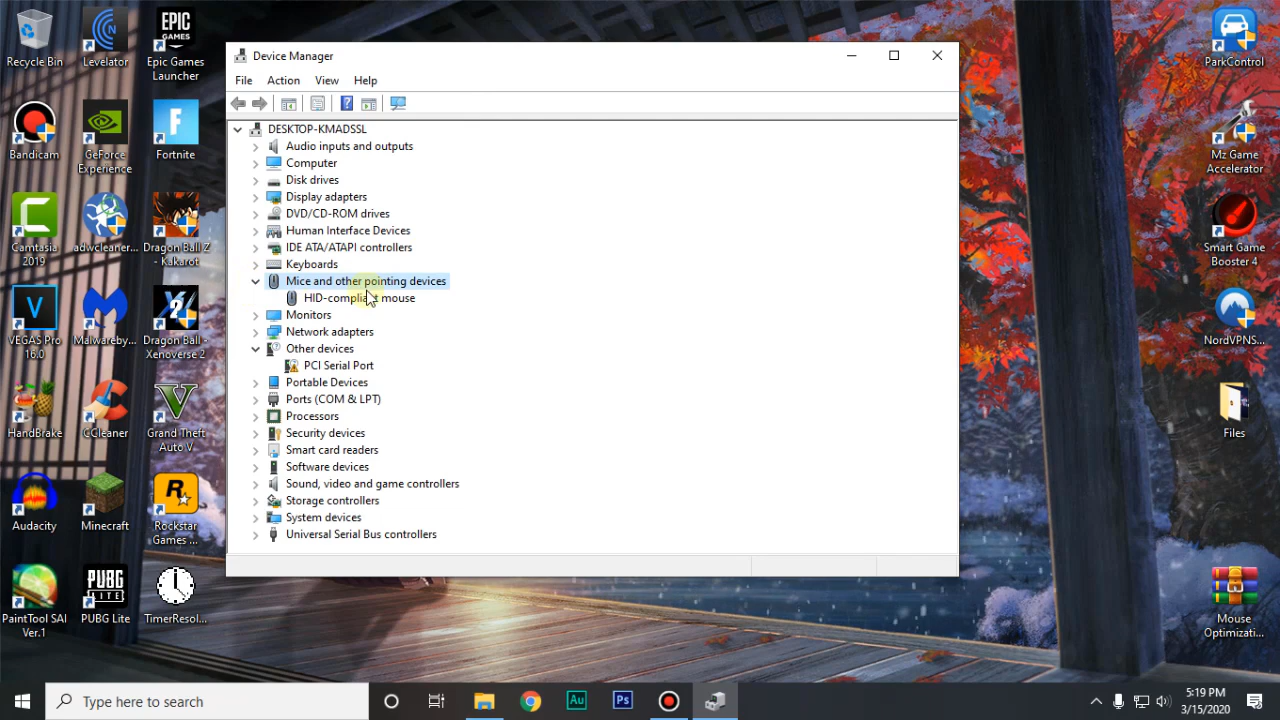 Recycle Bin
Levelator
EPIC
GAMES
Epic Games
Launcher
Bandicam
GeForce
Experience
F
Fortnite
Camtasia
2019
adwcleaner...
Dragon Ball Z
- Kakarot
V
VEGAS Pro
16.0
Malwareby...
Dragon Ball -
Xenoverse 2
HandBrake
CCleaner
V
Grand Theft
Auto V
Audacity
Minecraft
R
Rockstar
Games ...
PaintTool SAI
Ver.1
PUBG
LITE
PUBG Lite
TimerResol...
Device Manager
File Action View Help
DESKTOP-KMADSSL
Audio inputs and outputs
Computer
Disk drives
Display adapters
DVD/CD-ROM drives
Human Interface Devices
IDE ATA/ATAPI controllers
Keyboards
Mice and other pointing devices
HID-compliant mouse
Monitors
Network adapters
Other devices
PCI Serial Port
Portable Devices
Ports (COM & LPT)
Processors
Security devices
Smart card readers
Software devices
Sound, video and game controllers
Storage controllers
System devices
Universal Serial Bus controllers
ParkControl
Mz Game
Accelerator
Smart Game
Booster 4
NordVPNS...
Files
Mouse
Optimizati...
Type here to search
Au
Ps
5:19 PM
3/15/2020